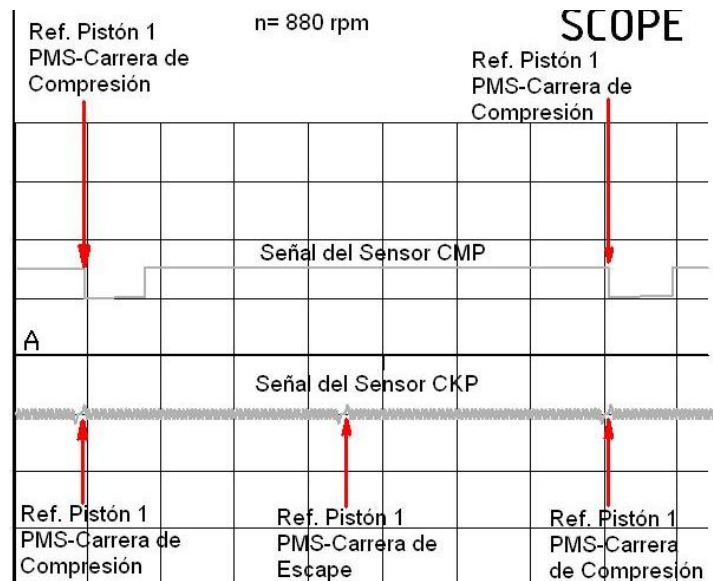 n= 880 rpm
SCOPE
Ref. Pistón 1
PMS-Carrera de
Compresión
Ref. Pistón 1
PMS-Carrera de
Compresión
Señal del Sensor CMP
A
Señal del Sensor CKP
Ref. Pistón 1
PMS-Carrera de
Compresión
Ref. Pistón 1
PMS-Carrera de
Escape
Ref. Pistón 1
PMS-Carrera
de Compresión